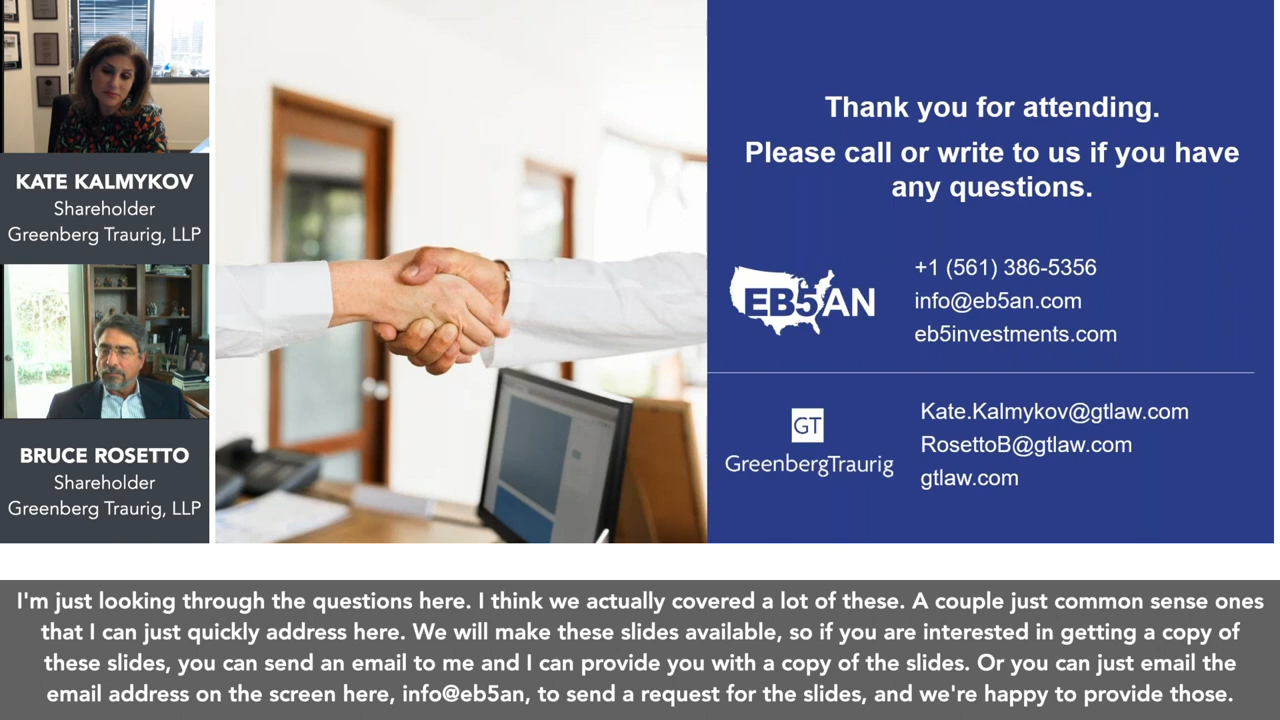 KATE KALMYKOV
Shareholder
Greenberg Traurig, LLP
BRUCE ROSETTO
Shareholder
Greenberg Traurig, LLP
Thank you for attending.
Please call or write to us if you have
any questions.
EB5AN
+1 (561) 386-5356
info@eb5an.com
eb5investments.com
GT
GreenbergTraurig
Kate.Kalmykov@gtlaw.com
RosettoB@gtlaw.com
gtlaw.com
I'm just looking through the questions here. I think we actually covered a lot of these. A couple just common sense ones
that I can just quickly address here. We will make these slides available, so if you are interested in getting a copy of
these slides, you can send an email to me and I can provide you with a copy of the slides. Or you can just email the
email address on the screen here, info@eb5an, to send a request for the slides, and we're happy to provide those.